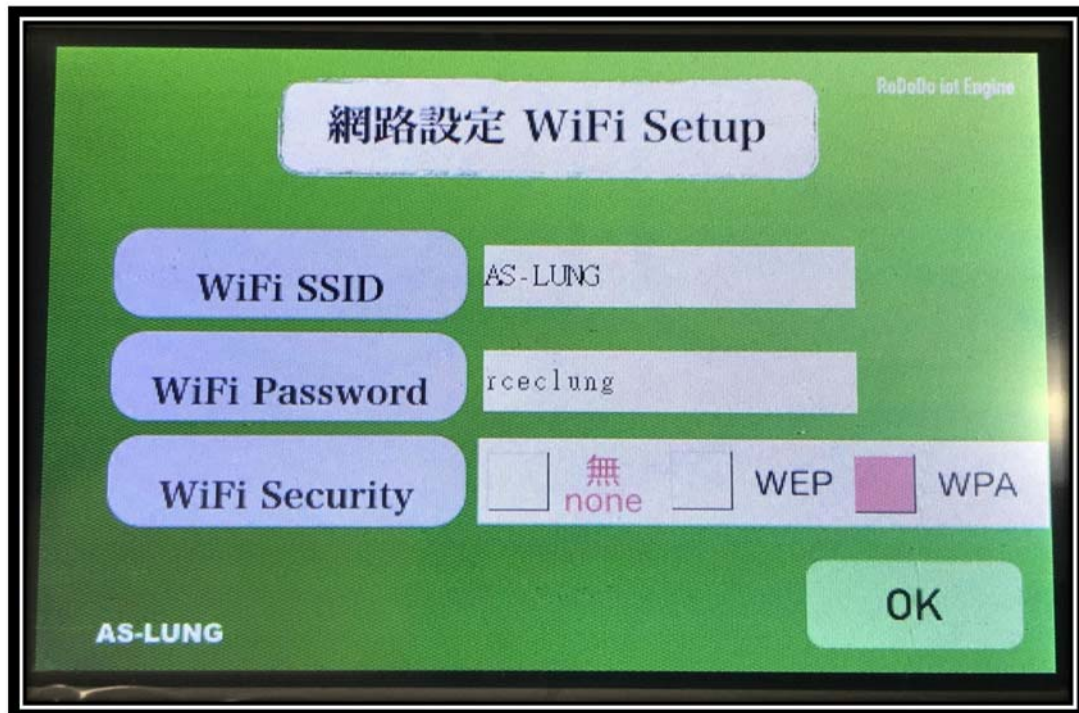 RoDoDo iot Engine
網路設定 WiFi Setup
WiFi SSID
AS-LUNG
WiFi Password
rceclung
WiFi Security
無
none
WEP
WPA
OK
AS-LUNG